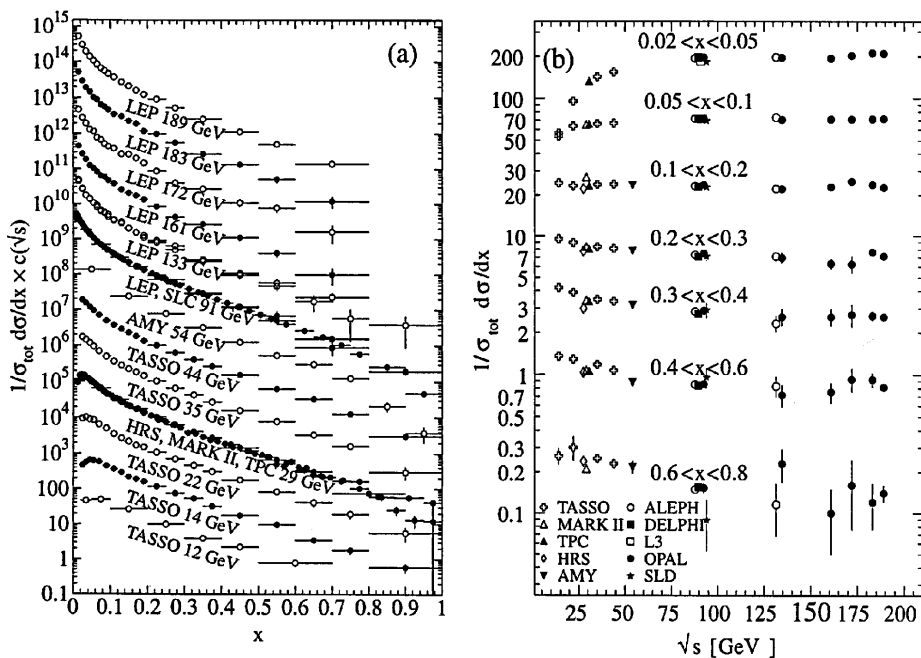 (a)
1/σtot dσ/dx × c(√s)
10^15
10^14
10^13
10^12
10^11
10^10
10^9
10^8
10^7
10^6
10^5
10^4
10^3
100
10
1
0.1
LEP 189 GeV
LEP 183 GeV
LEP 172 GeV
LEP 161 GeV
LEP 133 GeV
LEP, SLC 91 GeV
AMY 54 GeV
TASSO 44 GeV
TASSO 35 GeV
HRS, MARK II, TPC 29 GeV
TASSO 22 GeV
TASSO 14 GeV
TASSO 12 GeV
0 0.1 0.2 0.3 0.4 0.5 0.6 0.7 0.8 0.9 1
x
(b)
1/σtot dσ/dx
200
100
70
50
30
20
10
7
5
3
2
1
0.7
0.5
0.3
0.2
0.1
0.02<x<0.05
0.05<x<0.1
0.1<x<0.2
0.2<x<0.3
0.3<x<0.4
0.4<x<0.6
0.6<x<0.8
TASSO ALEPH
MARK II DELPHI
TPC L3
HRS OPAL
AMY SLD
25 50 75 100 125 150 175 200
√s [GeV]